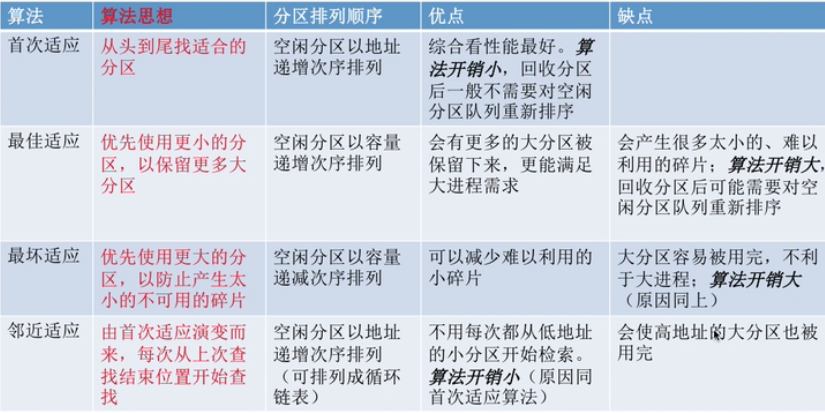 算法 算法思想 分区排列顺序 优点 缺点
首次适应
从头到尾找适合的
分区
空闲分区以地址
递增次序排列
综合看性能最好。算
法开销小，回收分区
后一般不需要对空闲
分区队列重新排序
最佳适应
优先使用更小的分
区，以保留更多大
分区
空闲分区以容量
递增次序排列
会有更多的大分区被
保留下来，更能满足
大进程需求
会产生很多太小的、难以
利用的碎片；算法开销大，
回收分区后可能需要对空
闲分区队列重新排序
最坏适应
优先使用更大的分
区，以防止产生太
小的不可用的碎片
空闲分区以容量
递减次序排列
可以减少难以利用的
小碎片
大分区容易被用完，不利
于大进程；算法开销大
（原因同上）
邻近适应
由首次适应演变而
来，每次从上次查
找结束位置开始查
找
空闲分区以地址
递增次序排列
（可排列成循环
链表）
不用每次都从低地址
的小分区开始检索。
算法开销小（原因同
首次适应算法）
会使高地址的大分区也被
用完